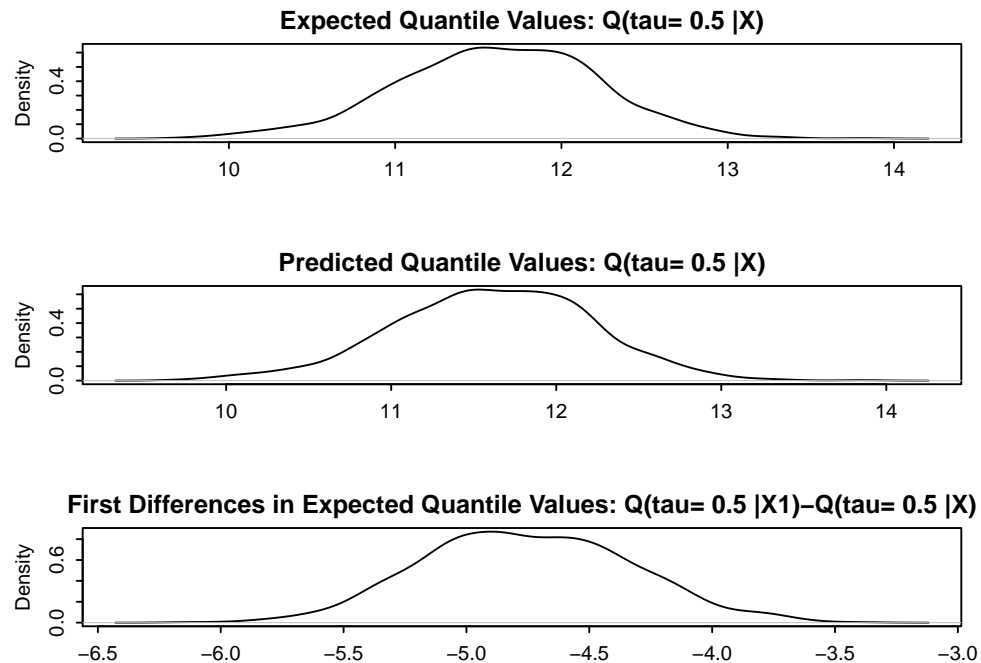 Expected Quantile Values: Q(tau= 0.5 |X)
Density
0.0 0.4
10 11 12 13 14
Predicted Quantile Values: Q(tau= 0.5 |X)
Density
0.0 0.4
10 11 12 13 14
First Differences in Expected Quantile Values: Q(tau= 0.5 |X1)−Q(tau= 0.5 |X)
Density
0.0 0.6
−6.5 −6.0 −5.5 −5.0 −4.5 −4.0 −3.5 −3.0